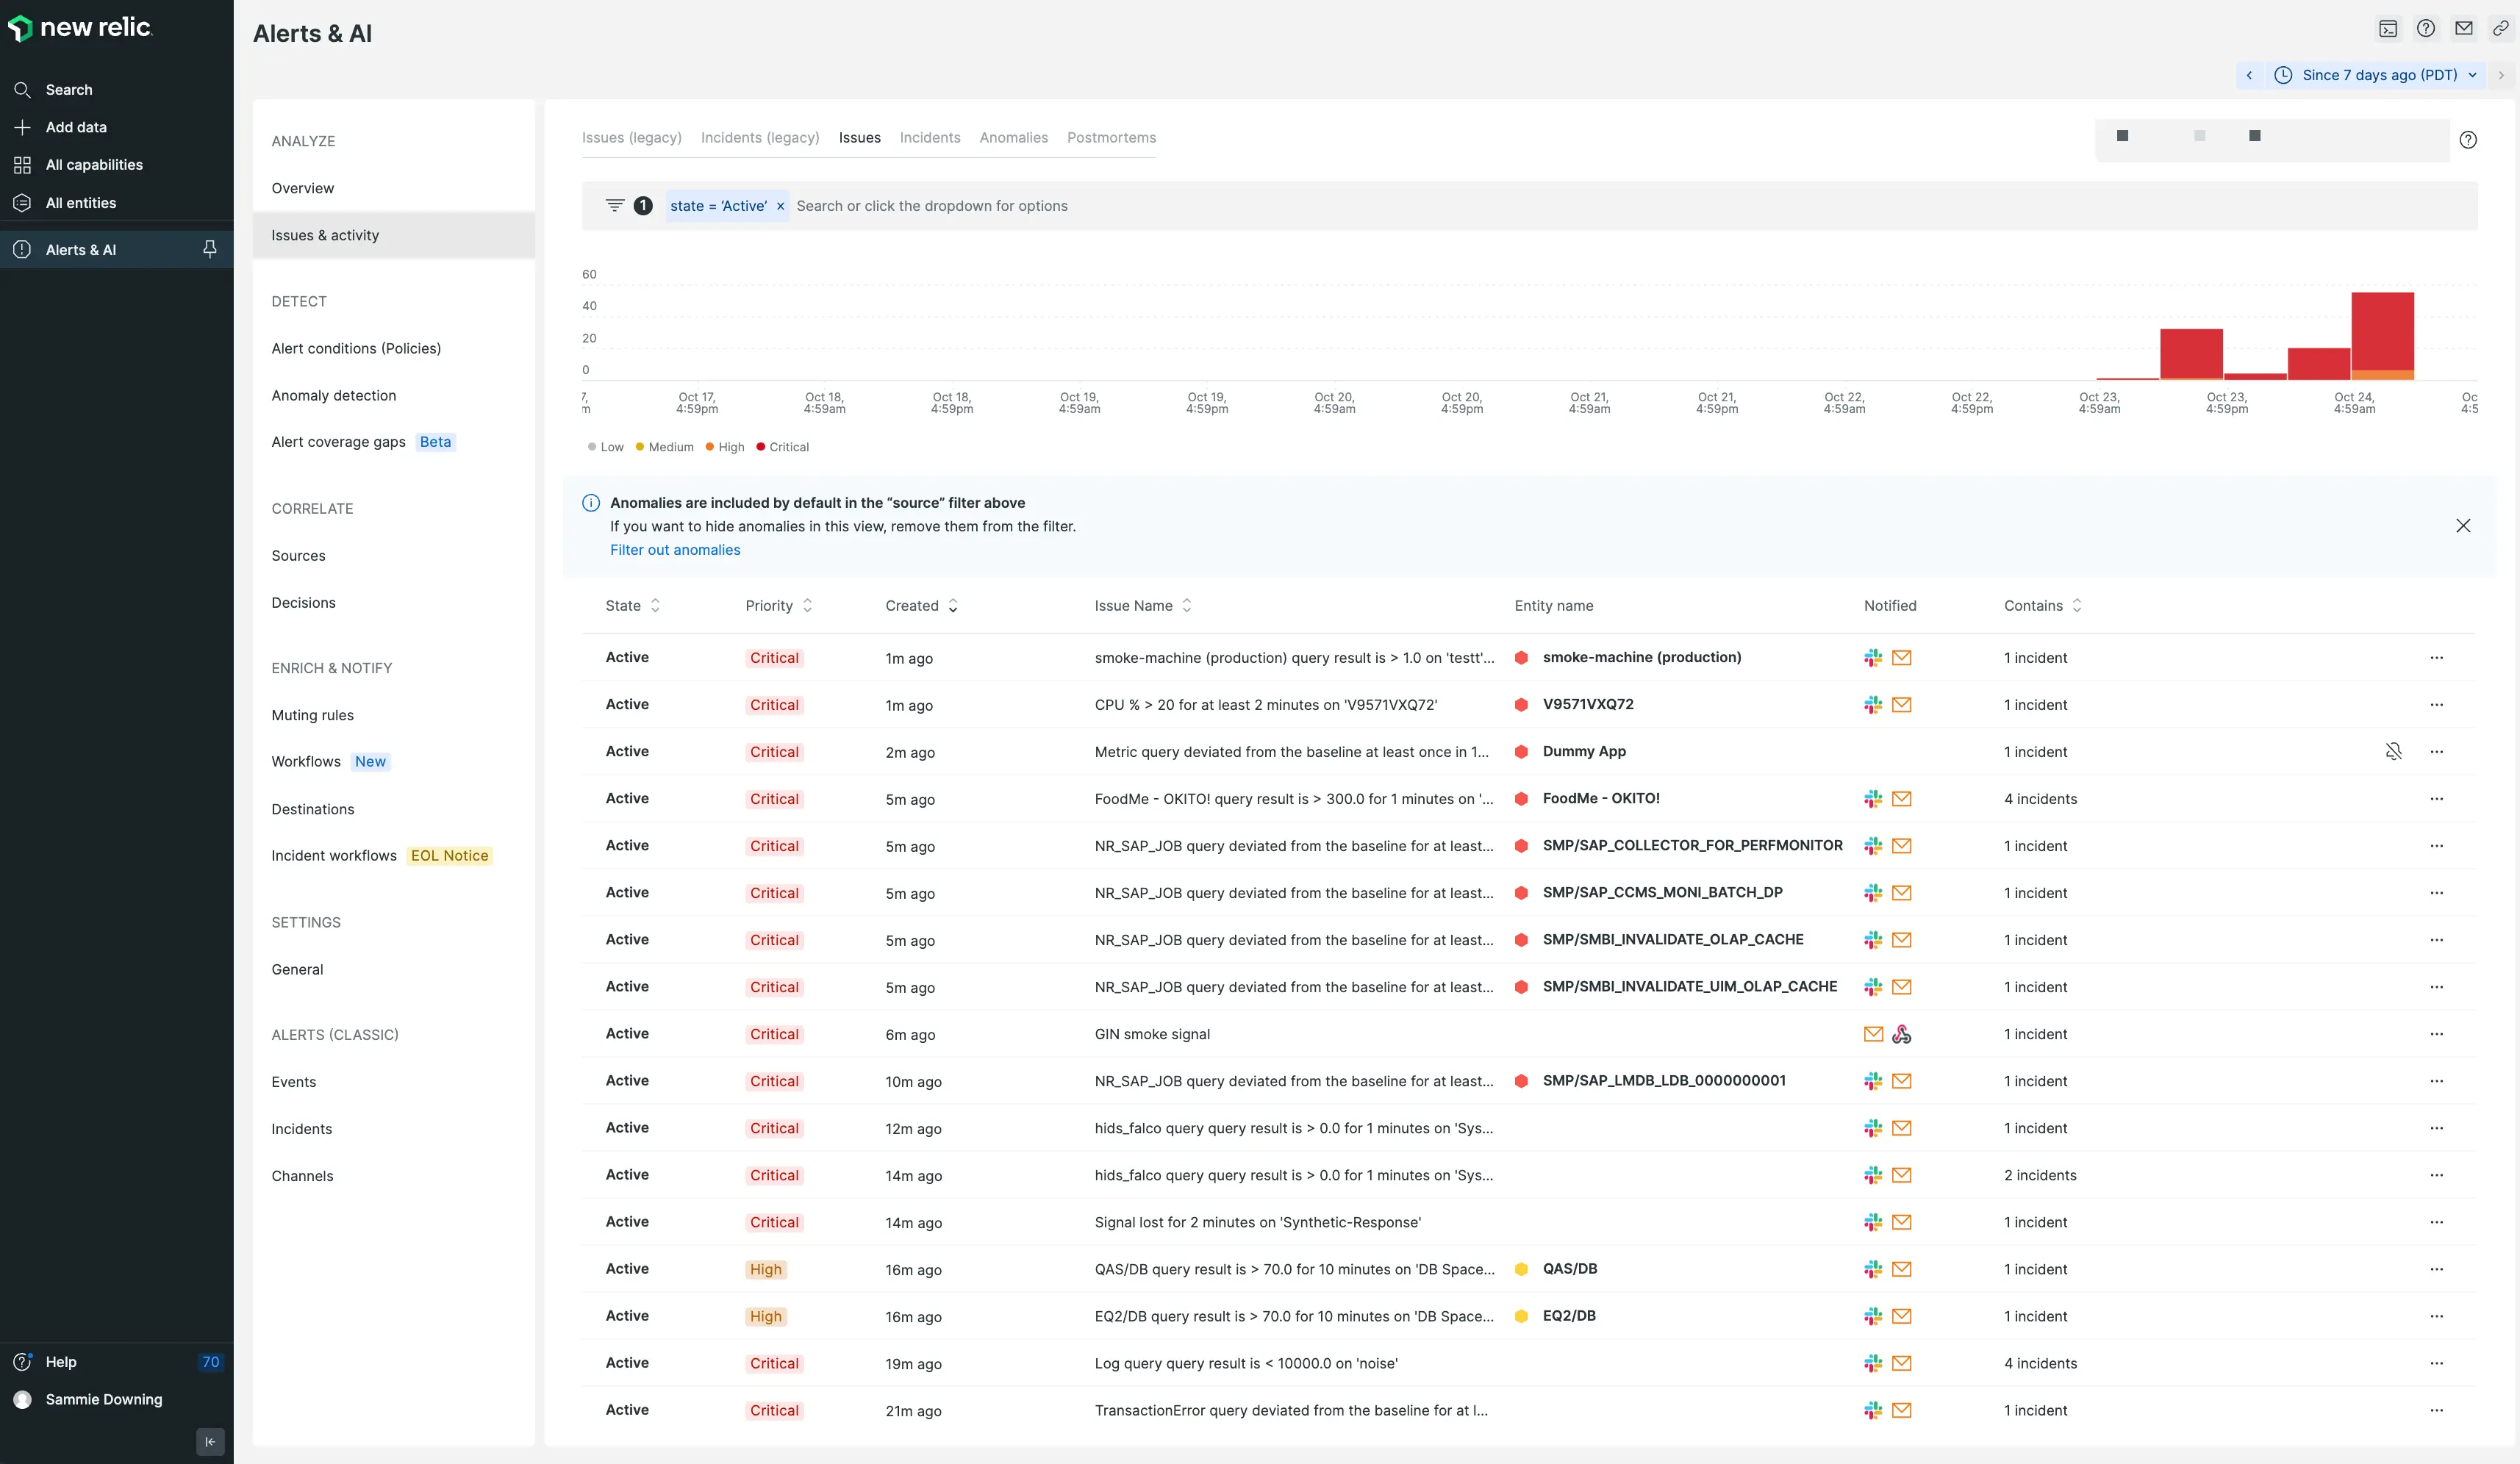 new relic.
Search
Add data
All capabilities
All entities
Alerts & AI
Help 70
Sammie Downing
Alerts & AI
Since 7 days ago (PDT)
ANALYZE
Overview
Issues & activity
DETECT
Alert conditions (Policies)
Anomaly detection
Alert coverage gaps Beta
CORRELATE
Sources
Decisions
ENRICH & NOTIFY
Muting rules
Workflows New
Destinations
Incident workflows EOL Notice
SETTINGS
General
ALERTS (CLASSIC)
Events
Incidents
Channels
Issues (legacy) Incidents (legacy) Issues Incidents Anomalies Postmortems
1 state = ‘Active’ × Search or click the dropdown for options
60
40
20
0
7, Oct 17, Oct 18, Oct 18, Oct 19, Oct 19, Oct 20, Oct 20, Oct 21, Oct 21, Oct 22, Oct 22, Oct 23, Oct 23, Oct 24, Oc
m 4:59pm 4:59am 4:59pm 4:59am 4:59pm 4:59am 4:59pm 4:59am 4:59pm 4:59am 4:59pm 4:59am 4:59pm 4:59am 4:5
Low Medium High Critical
Anomalies are included by default in the “source” filter above
If you want to hide anomalies in this view, remove them from the filter.
Filter out anomalies
State Priority Created Issue Name Entity name Notified Contains
Active Critical 1m ago smoke-machine (production) query result is > 1.0 on 'testt'... smoke-machine (production) 1 incident
Active Critical 1m ago CPU % > 20 for at least 2 minutes on 'V9571VXQ72' V9571VXQ72 1 incident
Active Critical 2m ago Metric query deviated from the baseline at least once in 1... Dummy App 1 incident
Active Critical 5m ago FoodMe - OKITO! query result is > 300.0 for 1 minutes on '... FoodMe - OKITO! 4 incidents
Active Critical 5m ago NR_SAP_JOB query deviated from the baseline for at least... SMP/SAP_COLLECTOR_FOR_PERFMONITOR 1 incident
Active Critical 5m ago NR_SAP_JOB query deviated from the baseline for at least... SMP/SAP_CCMS_MONI_BATCH_DP 1 incident
Active Critical 5m ago NR_SAP_JOB query deviated from the baseline for at least... SMP/SMBI_INVALIDATE_OLAP_CACHE 1 incident
Active Critical 5m ago NR_SAP_JOB query deviated from the baseline for at least... SMP/SMBI_INVALIDATE_UIM_OLAP_CACHE 1 incident
Active Critical 6m ago GIN smoke signal 1 incident
Active Critical 10m ago NR_SAP_JOB query deviated from the baseline for at least... SMP/SAP_LMDB_LDB_0000000001 1 incident
Active Critical 12m ago hids_falco query query result is > 0.0 for 1 minutes on 'Sys... 1 incident
Active Critical 14m ago hids_falco query query result is > 0.0 for 1 minutes on 'Sys... 2 incidents
Active Critical 14m ago Signal lost for 2 minutes on 'Synthetic-Response' 1 incident
Active High 16m ago QAS/DB query result is > 70.0 for 10 minutes on 'DB Space... QAS/DB 1 incident
Active High 16m ago EQ2/DB query result is > 70.0 for 10 minutes on 'DB Space... EQ2/DB 1 incident
Active Critical 19m ago Log query query result is < 10000.0 on 'noise' 4 incidents
Active Critical 21m ago TransactionError query deviated from the baseline for at l... 1 incident